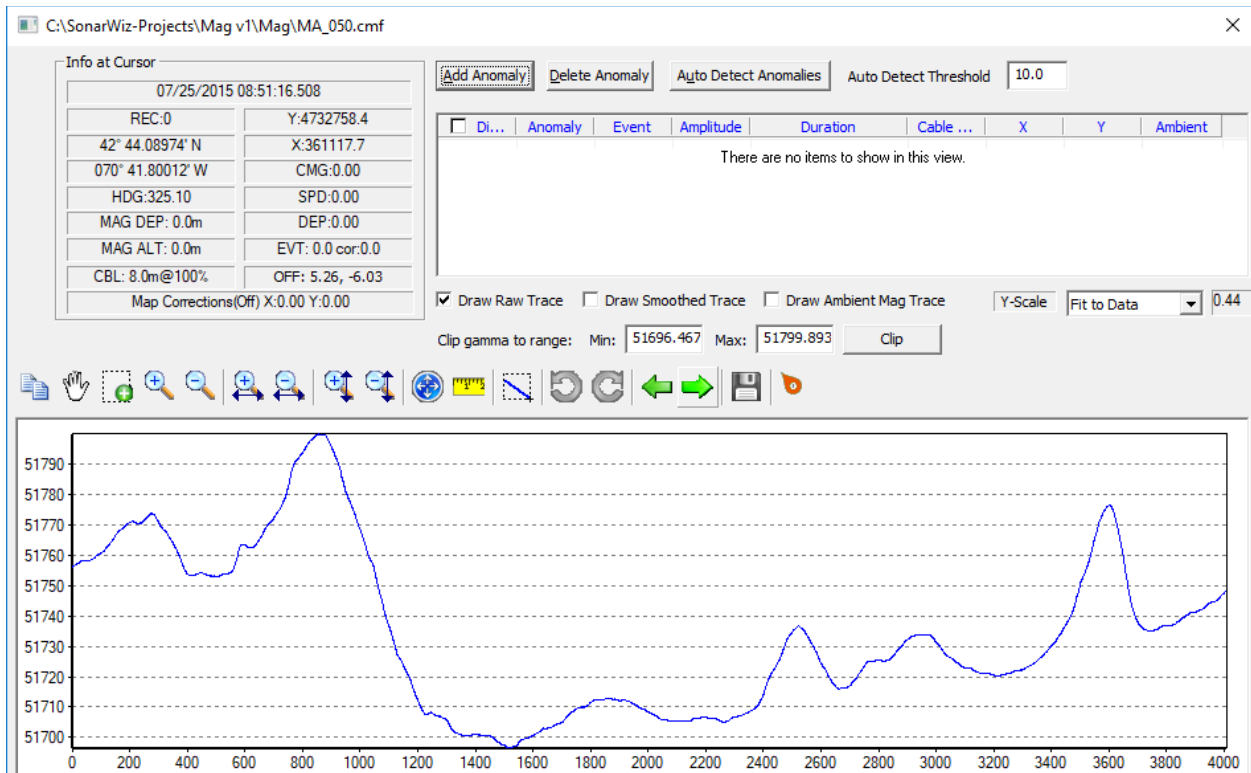 C:\SonarWiz-Projects\Mag v1\Mag\MA_050.cmf
Info at Cursor
07/25/2015 08:51:16.508
REC:0 Y:4732758.4
42° 44.08974' N X:361117.7
070° 41.80012' W CMG:0.00
HDG:325.10 SPD:0.00
MAG DEP: 0.0m DEP:0.00
MAG ALT: 0.0m EVT: 0.0 cor:0.0
CBL: 8.0m@100% OFF: 5.26, -6.03
Map Corrections(Off) X:0.00 Y:0.00
Add Anomaly Delete Anomaly Auto Detect Anomalies Auto Detect Threshold 10.0
Di... Anomaly Event Amplitude Duration Cable ... X Y Ambient
There are no items to show in this view.
Draw Raw Trace Draw Smoothed Trace Draw Ambient Mag Trace Y-Scale Fit to Data 0.44
Clip gamma to range: Min: 51696.467 Max: 51799.893 Clip
51790
51780
51770
51760
51750
51740
51730
51720
51710
51700
0 200 400 600 800 1000 1200 1400 1600 1800 2000 2200 2400 2600 2800 3000 3200 3400 3600 3800 4000